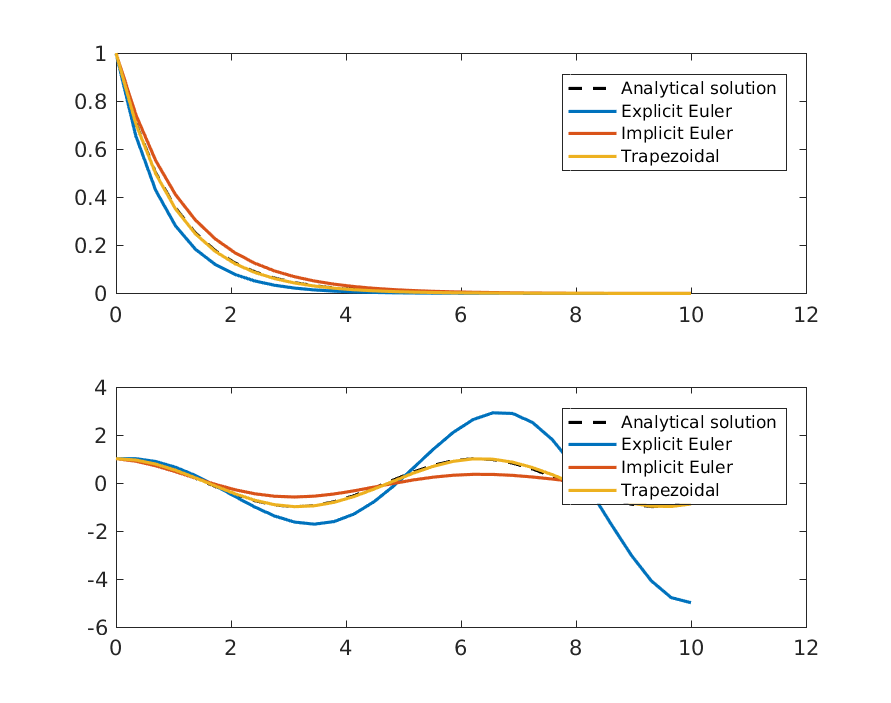 1
0.8
0.6
0.4
0.2
0
0 2 4 6 8 10 12
Analytical solution
Explicit Euler
Implicit Euler
Trapezoidal
4
2
0
-2
-4
-6
0 2 4 6 8 10 12
Analytical solution
Explicit Euler
Implicit Euler
Trapezoidal